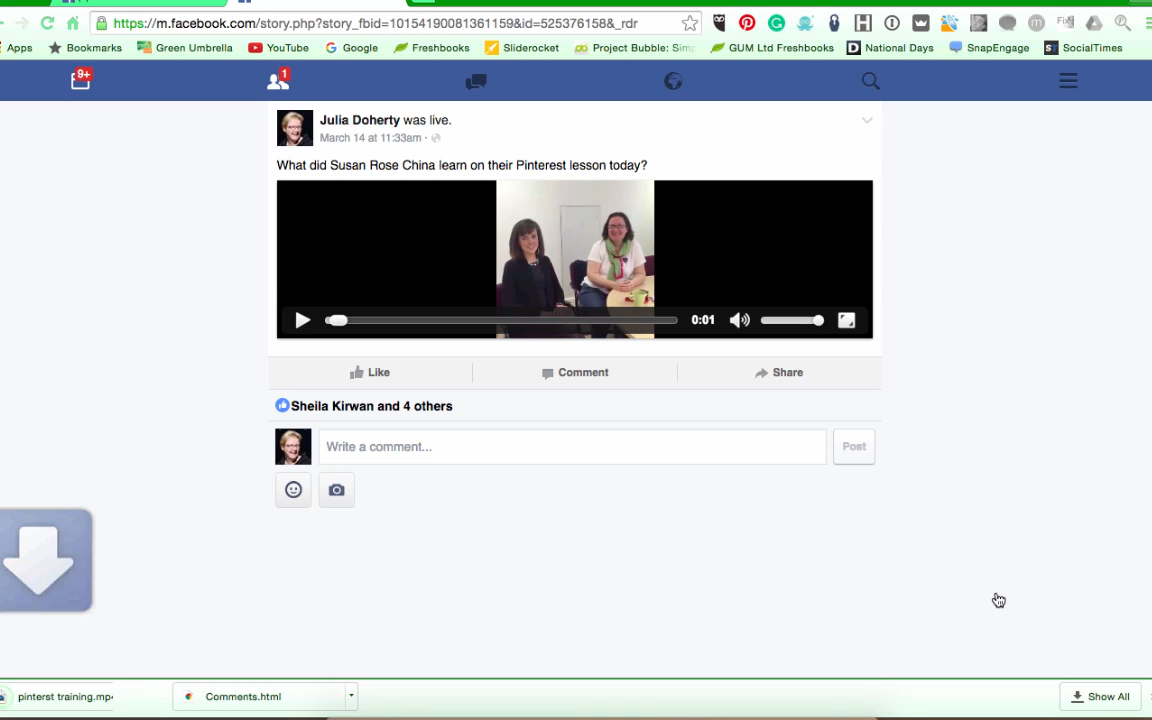 https://m.facebook.com/story.php?story_fbid=10154190081361159&id=525376158&_rdr
Apps Bookmarks Green Umbrella YouTube Google Freshbooks Sliderocket Project Bubble: GUM Ltd Freshbooks National Days SnapEngage SocialTimes
9+
1
Julia Doherty was live.
March 14 at 11:33am ·
What did Susan Rose China learn on their Pinterest lesson today?
0:01
Like Comment Share
Sheila Kirwan and 4 others
Write a comment... Post
pinterst training.mp4 Comments.html Show All